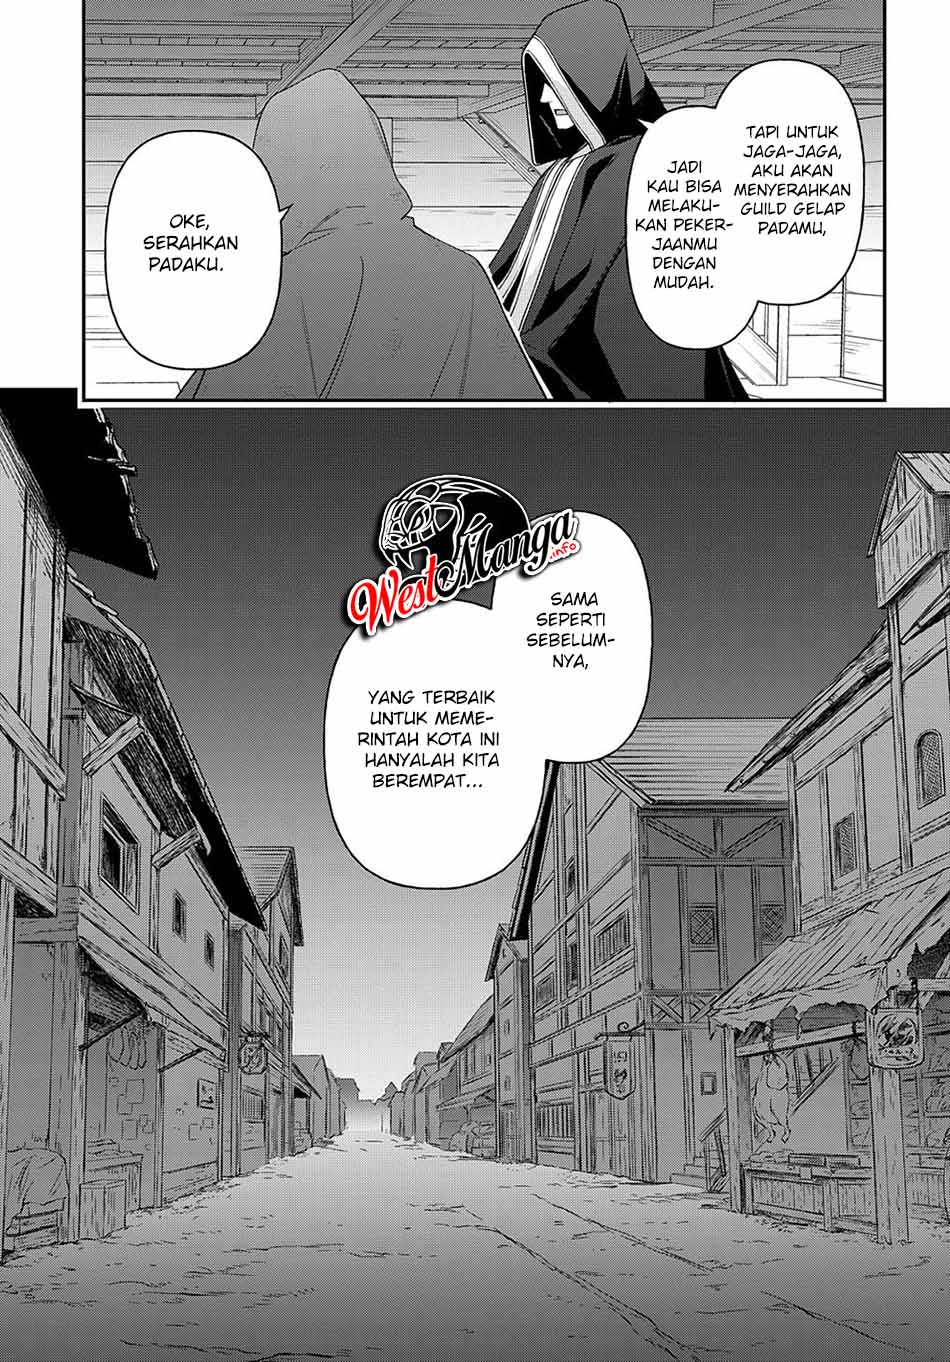 TAPI UNTUK
JAGA-JAGA,
AKU AKAN
MENYERAHKAN
GUILD GELAP
PADAMU,
JADI
KAU BISA
MELAKU-
KAN PEKER-
JAANMU
DENGAN
MUDAH.
OKE,
SERAHKAN
PADAKU.
WestManga
.info
SAMA
SEPERTI
SEBELUM-
NYA,
YANG TERBAIK
UNTUK MEME-
RINTAH KOTA INI
HANYALAH KITA
BEREMPAT...